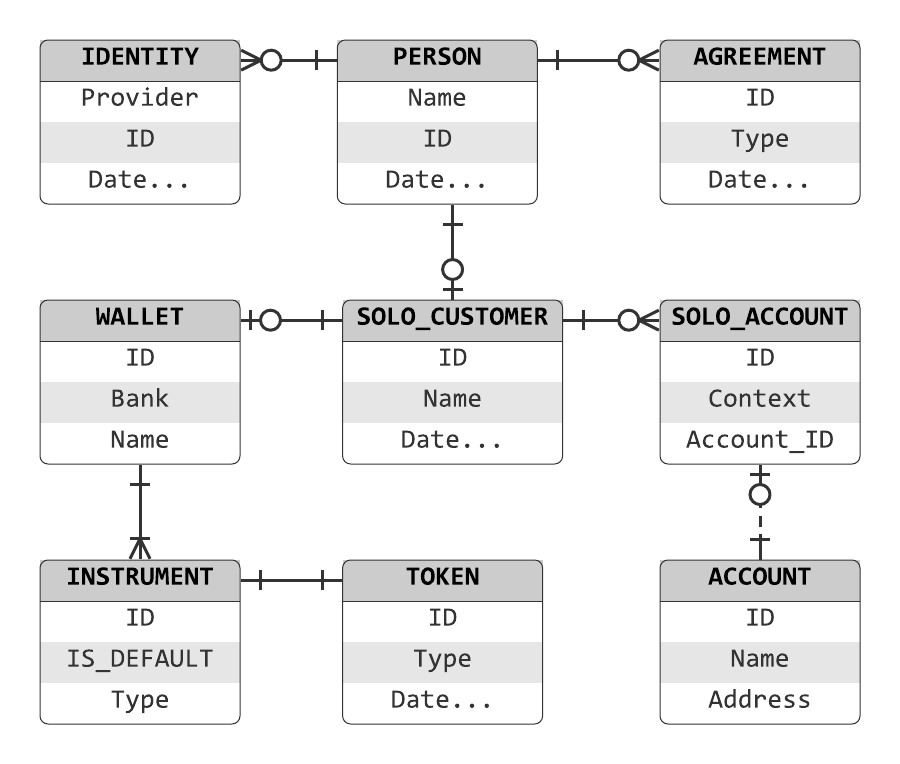 IDENTITY
Provider
ID
Date...
PERSON
Name
ID
Date...
AGREEMENT
ID
Type
Date...
WALLET
ID
Bank
Name
SOLO_CUSTOMER
ID
Name
Date...
SOLO_ACCOUNT
ID
Context
Account_ID
INSTRUMENT
ID
IS_DEFAULT
Type
TOKEN
ID
Type
Date...
ACCOUNT
ID
Name
Address